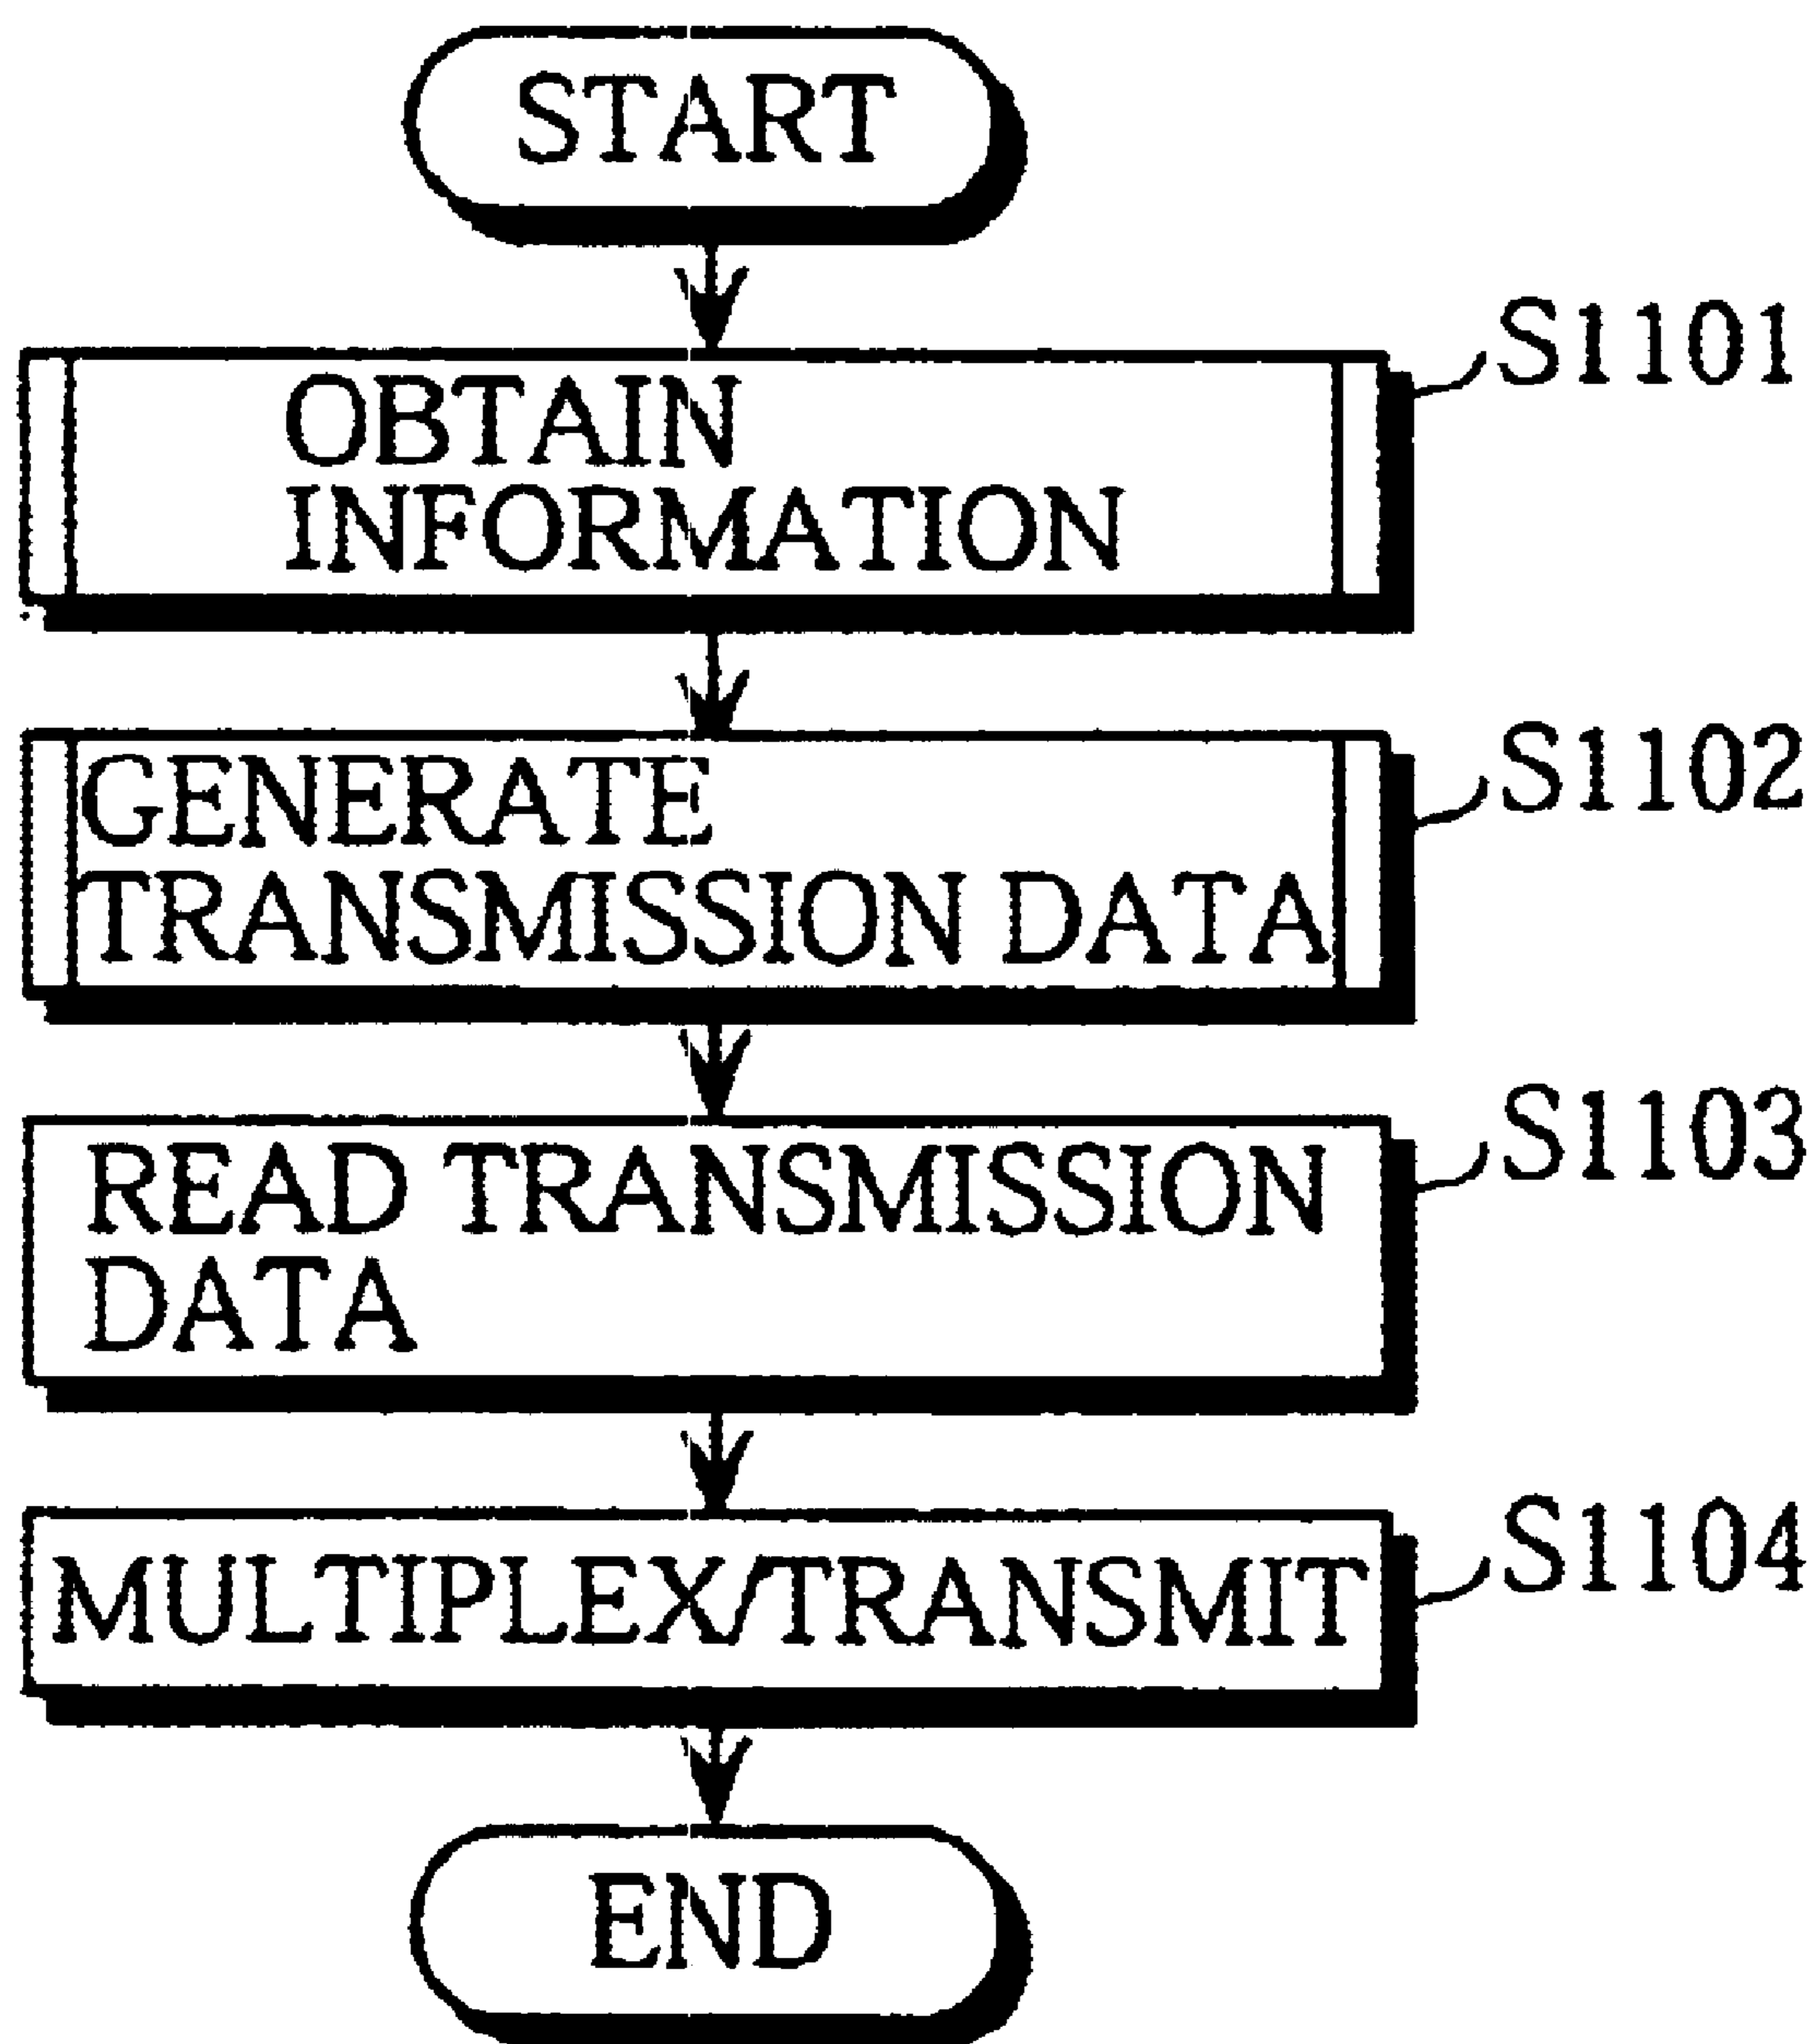 START
S1101
OBTAIN
INFORMATION
S1102
GENERATE
TRANSMISSION DATA
S1103
READ TRANSMISSION
DATA
S1104
MULTIPLEX/TRANSMIT
END